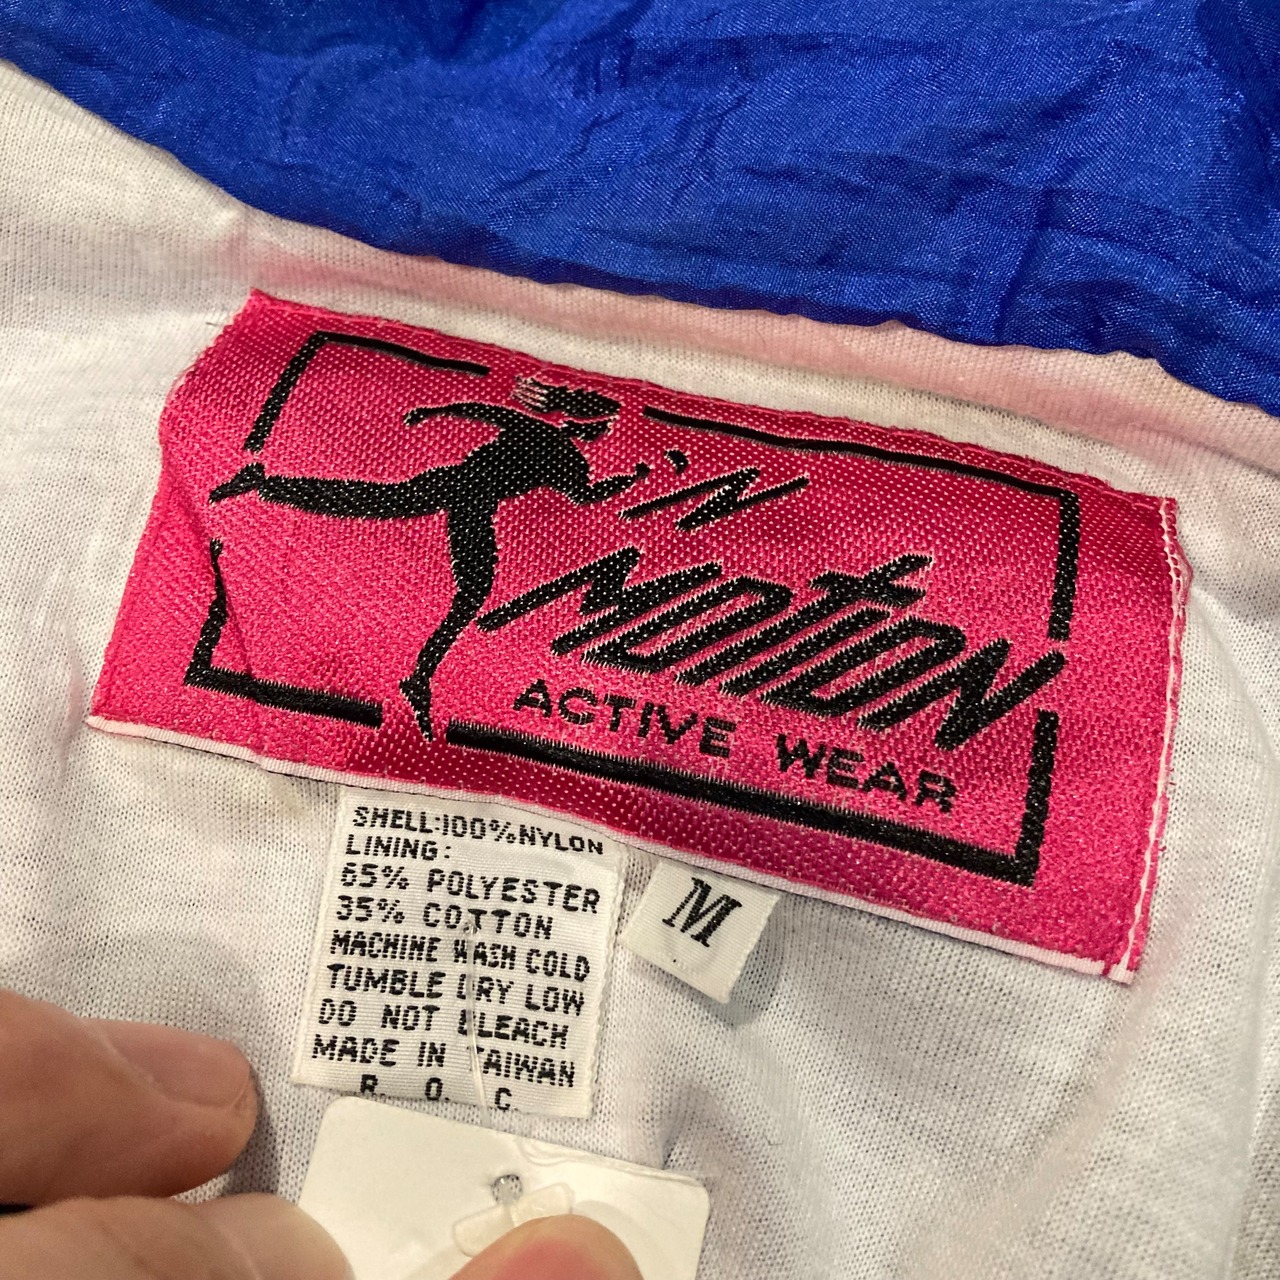 iN
MOTION
ACTIVE WEAR
SHELL:100%NYLON
LINING:
65% POLYESTER
35% COTTON
MACHINE WASH COLD
TUMBLE DRY LOW
DO NOT BLEACH
MADE IN TAIWAN
R. O. C.
M